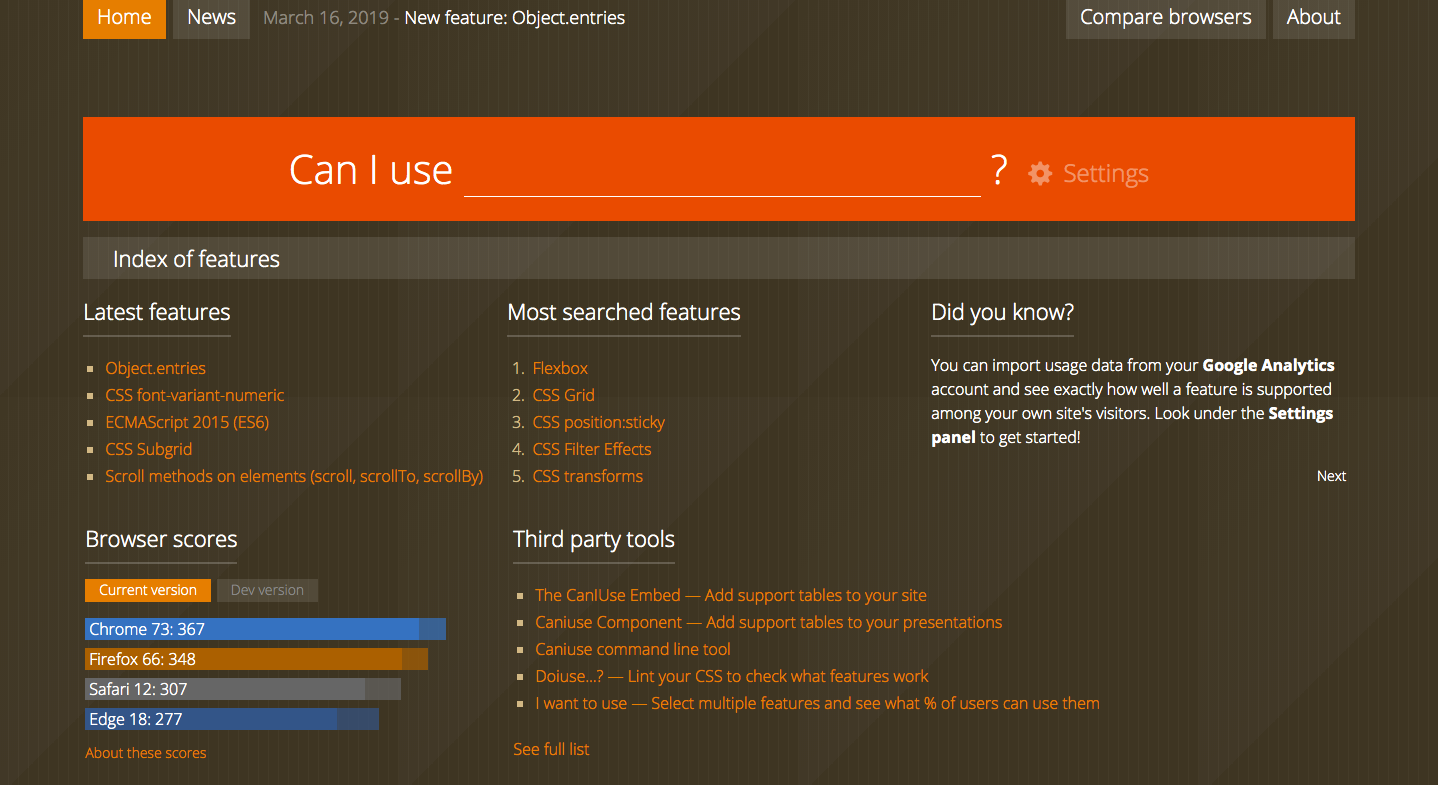 Home News March 16, 2019 - New feature: Object.entries Compare browsers About
Can I use ? Settings
Index of features
Latest features
Object.entries
CSS font-variant-numeric
ECMAScript 2015 (ES6)
CSS Subgrid
Scroll methods on elements (scroll, scrollTo, scrollBy)
Most searched features
1. Flexbox
2. CSS Grid
3. CSS position:sticky
4. CSS Filter Effects
5. CSS transforms
Did you know?
You can import usage data from your Google Analytics
account and see exactly how well a feature is supported
among your own site's visitors. Look under the Settings
panel to get started!
Next
Browser scores
Current version Dev version
Chrome 73: 367
Firefox 66: 348
Safari 12: 307
Edge 18: 277
About these scores
Third party tools
The CanIUse Embed — Add support tables to your site
Caniuse Component — Add support tables to your presentations
Caniuse command line tool
Doiuse...? — Lint your CSS to check what features work
I want to use — Select multiple features and see what % of users can use them
See full list